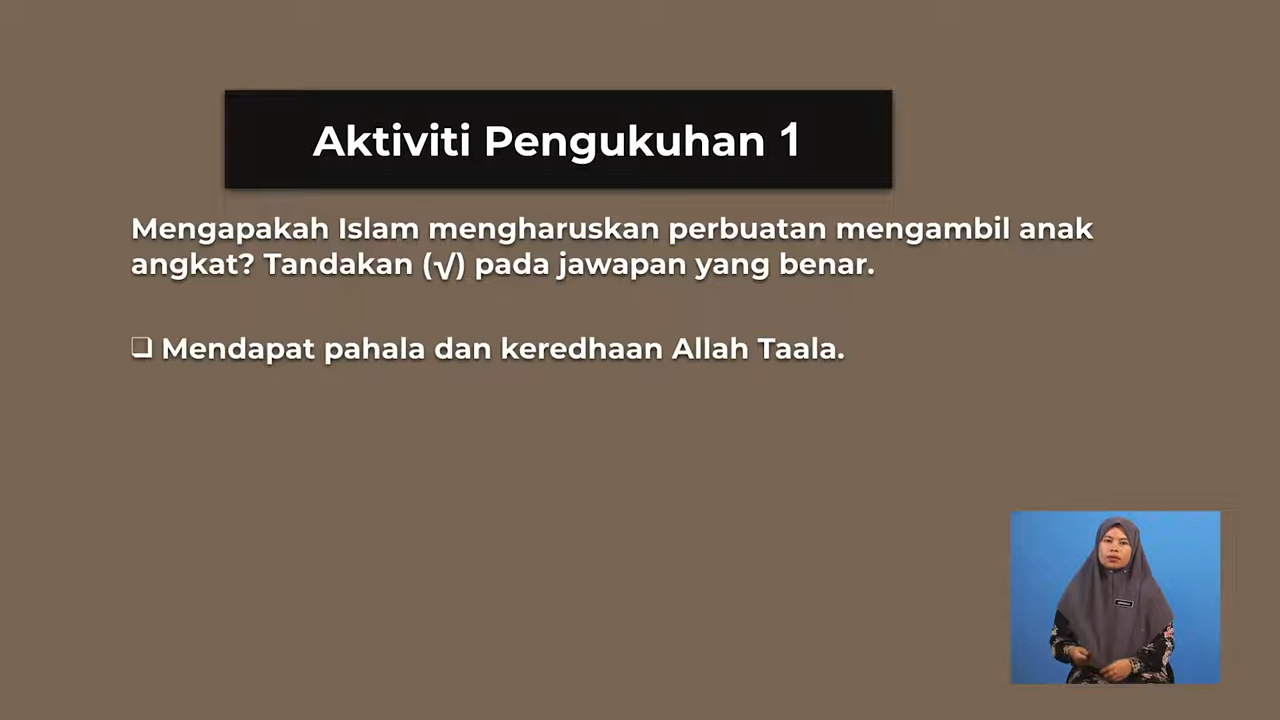 Aktiviti Pengukuhan 1
Mengapakah Islam mengharuskan perbuatan mengambil anak
angkat? Tandakan (√) pada jawapan yang benar.
❑ Mendapat pahala dan keredhaan Allah Taala.